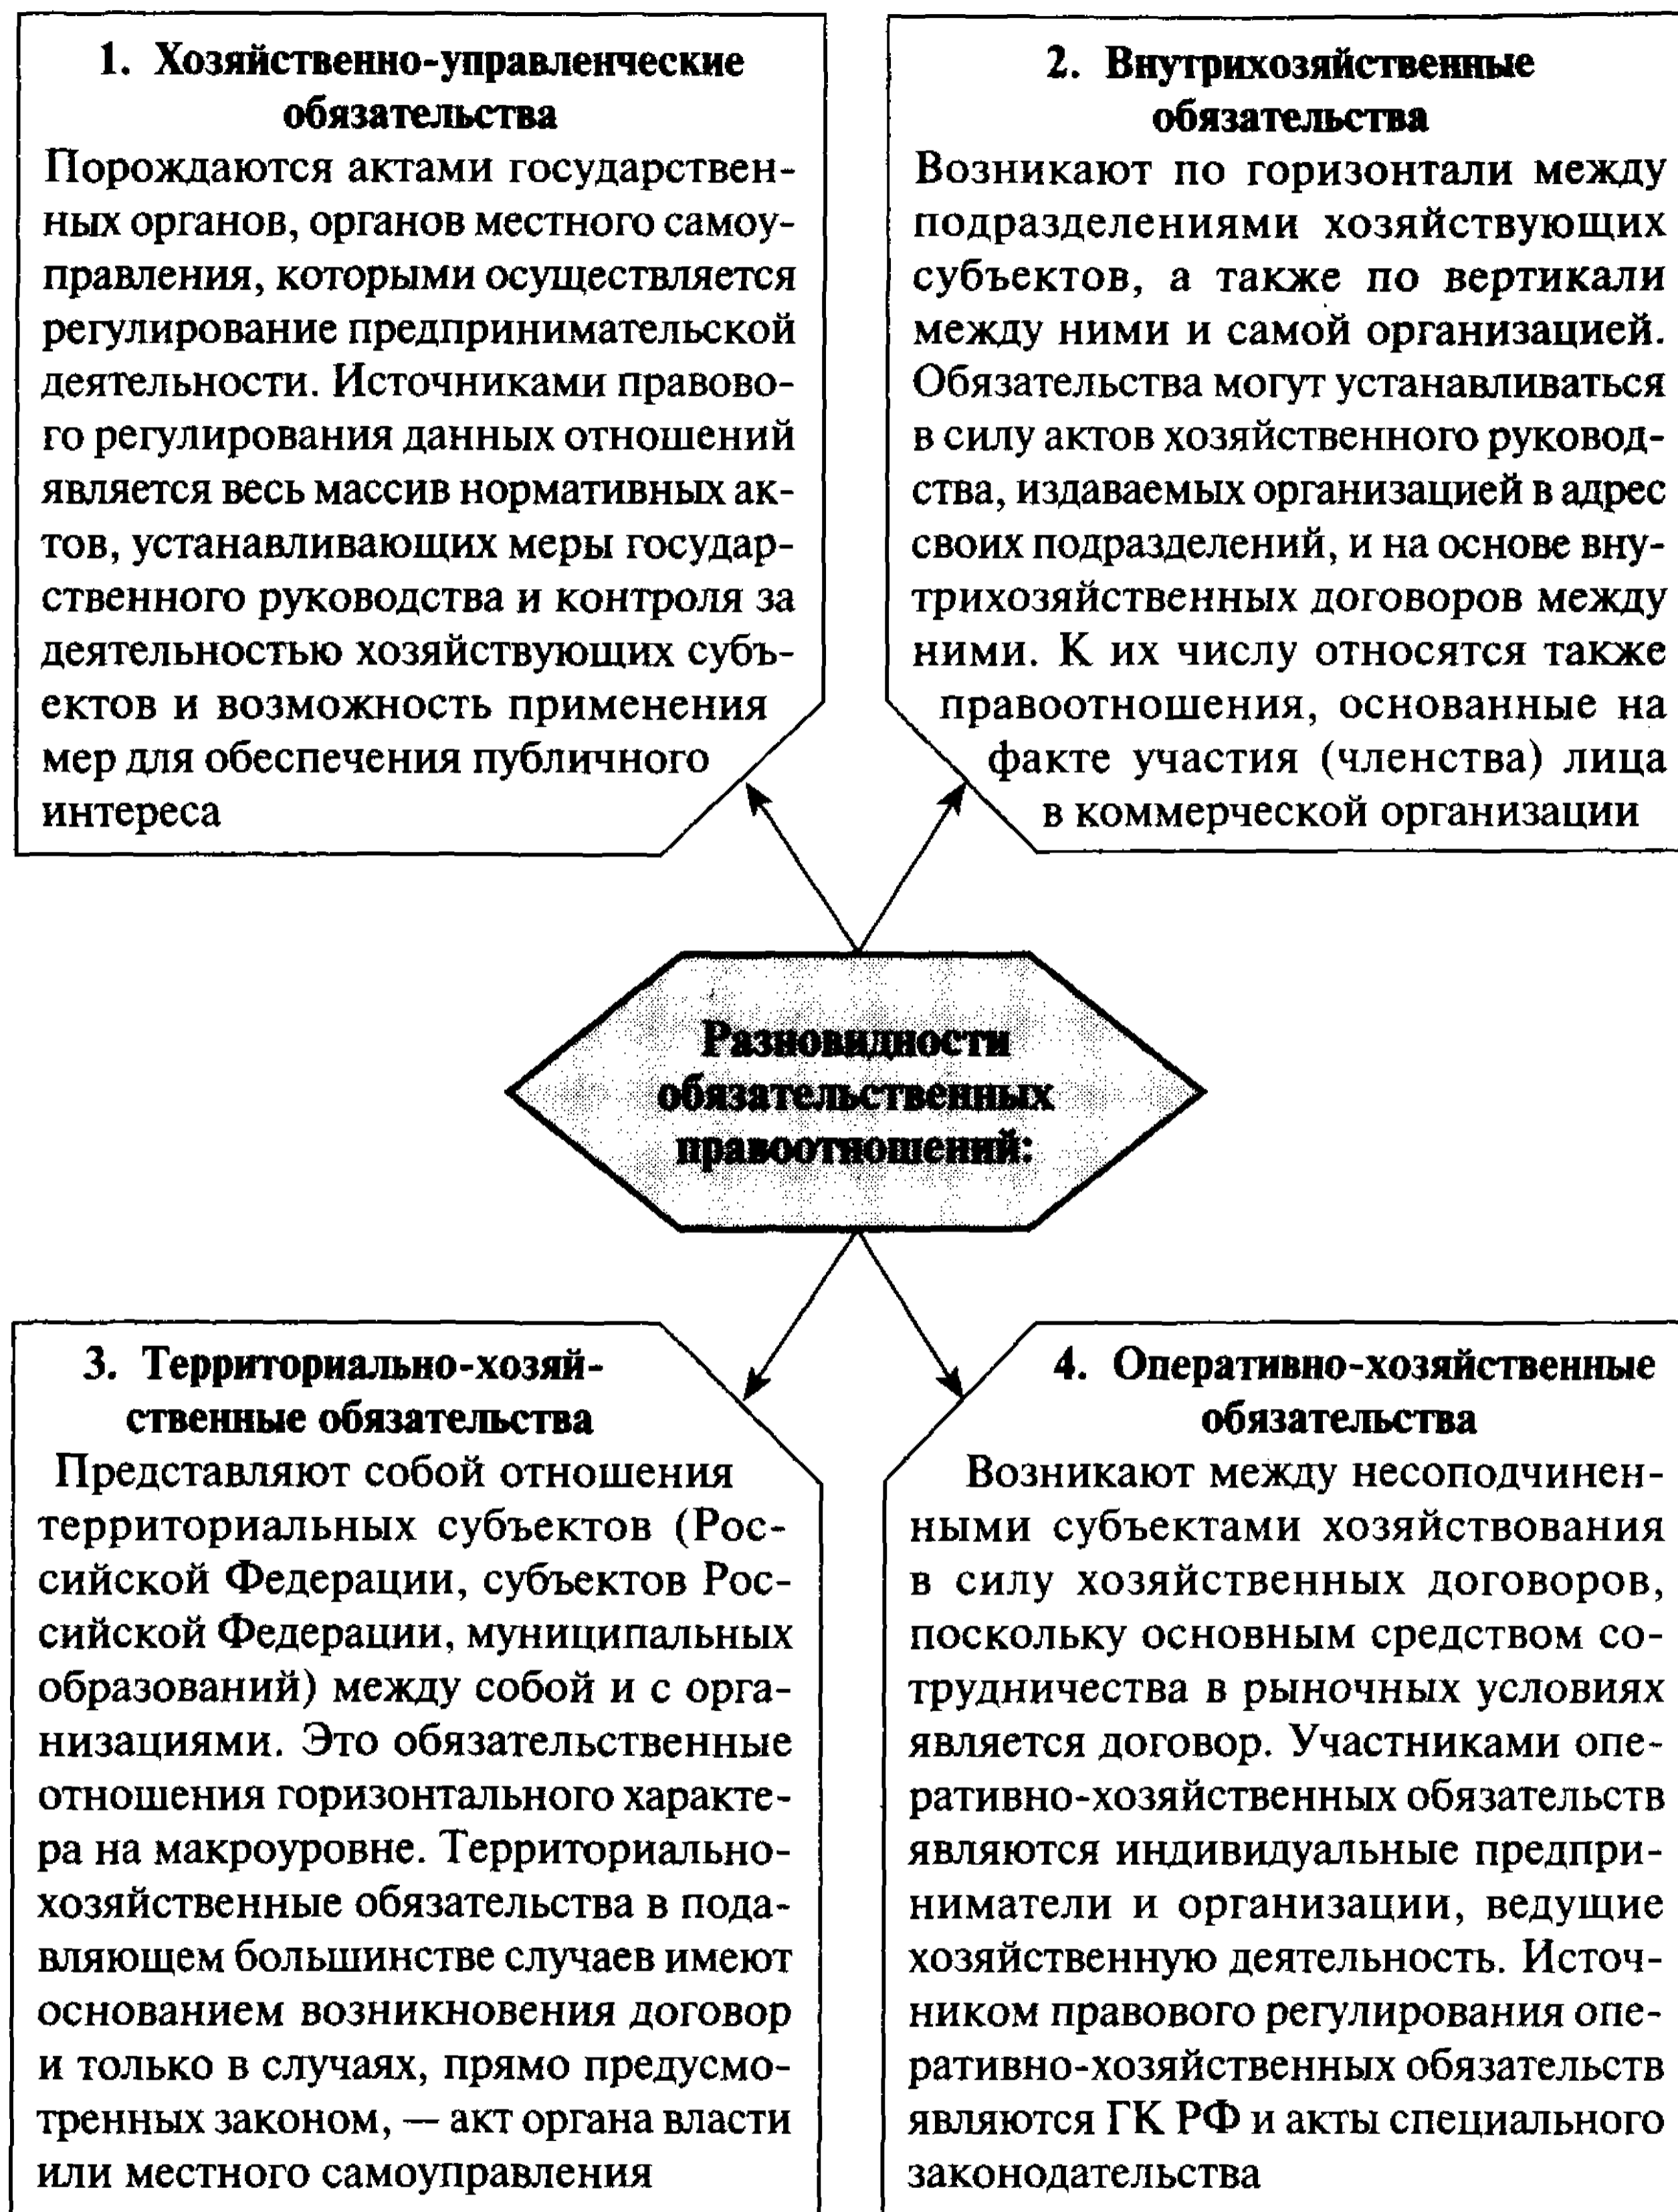 1. Хозяйственно-управленческие
обязательства
Порождаются актами государствен-
ных органов, органов местного самоу-
правления, которыми осуществляется
регулирование предпринимательской
деятельности. Источниками правово-
го регулирования данных отношений
является весь массив нормативных ак-
тов, устанавливающих меры государ-
ственного руководства и контроля за
деятельностью хозяйствующих субъ-
ектов и возможность применения
мер для обеспечения публичного
интереса
2. Внутрихозяйственные
обязательства
Возникают по горизонтали между
подразделениями хозяйствующих
субъектов, а также по вертикали
между ними и самой организацией.
Обязательства могут устанавливаться
в силу актов хозяйственного руковод-
ства, издаваемых организацией в адрес
своих подразделений, и на основе вну-
трихозяйственных договоров между
ними. К их числу относятся также
правоотношения, основанные на
факте участия (членства) лица
в коммерческой организации
Разновидности
обязательственных
правоотношений:
3. Территориально-хозяй-
ственные обязательства
Представляют собой отношения
территориальных субъектов (Рос-
сийской Федерации, субъектов Рос-
сийской Федерации, муниципальных
образований) между собой и с орга-
низациями. Это обязательственные
отношения горизонтального характе-
ра на макроуровне. Территориально-
хозяйственные обязательства в пода-
вляющем большинстве случаев имеют
основанием возникновения договор
и только в случаях, прямо предусмо-
тренных законом, — акт органа власти
или местного самоуправления
4. Оперативно-хозяйственные
обязательства
Возникают между несоподчинен-
ными субъектами хозяйствования
в силу хозяйственных договоров,
поскольку основным средством со-
трудничества в рыночных условиях
является договор. Участниками опе-
ративно-хозяйственных обязательств
являются индивидуальные предпри-
ниматели и организации, ведущие
хозяйственную деятельность. Источ-
ником правового регулирования опе-
ративно-хозяйственных обязательств
являются ГК РФ и акты специального
законодательства